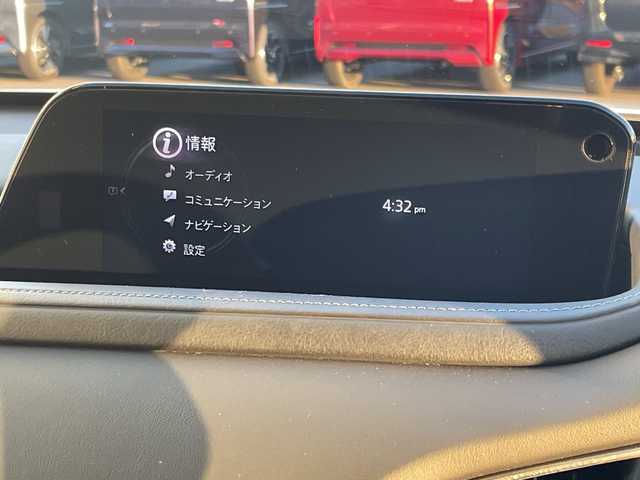 情報
オーディオ
コミュニケーション
4:32 pm
ナビゲーション
設定